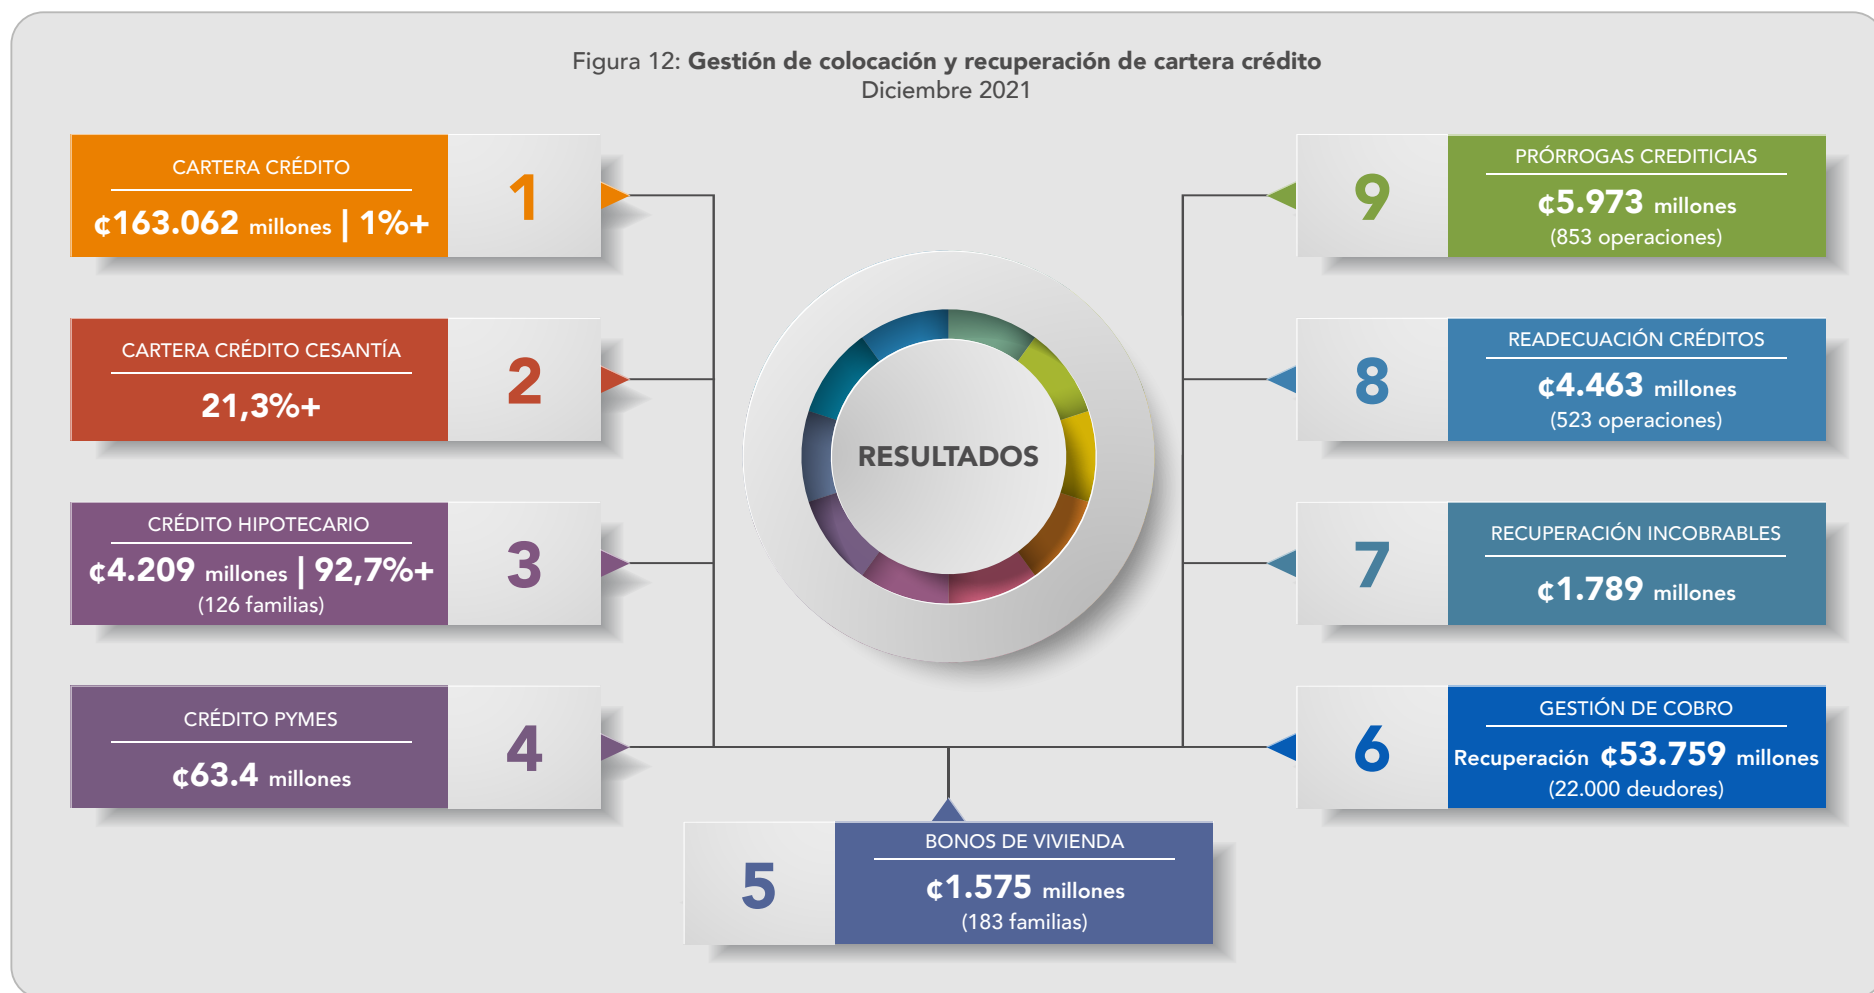 Figura 12: Gestión de colocación y recuperación de cartera crédito
Diciembre 2021
CARTERA CRÉDITO
¢163.062 millones | 1%+
1
CARTERA CRÉDITO CESANTÍA
21,3%+
2
CRÉDITO HIPOTECARIO
¢4.209 millones | 92,7%+
(126 familias)
3
CRÉDITO PYMES
¢63.4 millones
4
RESULTADOS
5
BONOS DE VIVIENDA
¢1.575 millones
(183 familias)
6
GESTIÓN DE COBRO
Recuperación ¢53.759 millones
(22.000 deudores)
7
RECUPERACIÓN INCOBRABLES
¢1.789 millones
8
READECUACIÓN CRÉDITOS
¢4.463 millones
(523 operaciones)
9
PRÓRROGAS CREDITICIAS
¢5.973 millones
(853 operaciones)